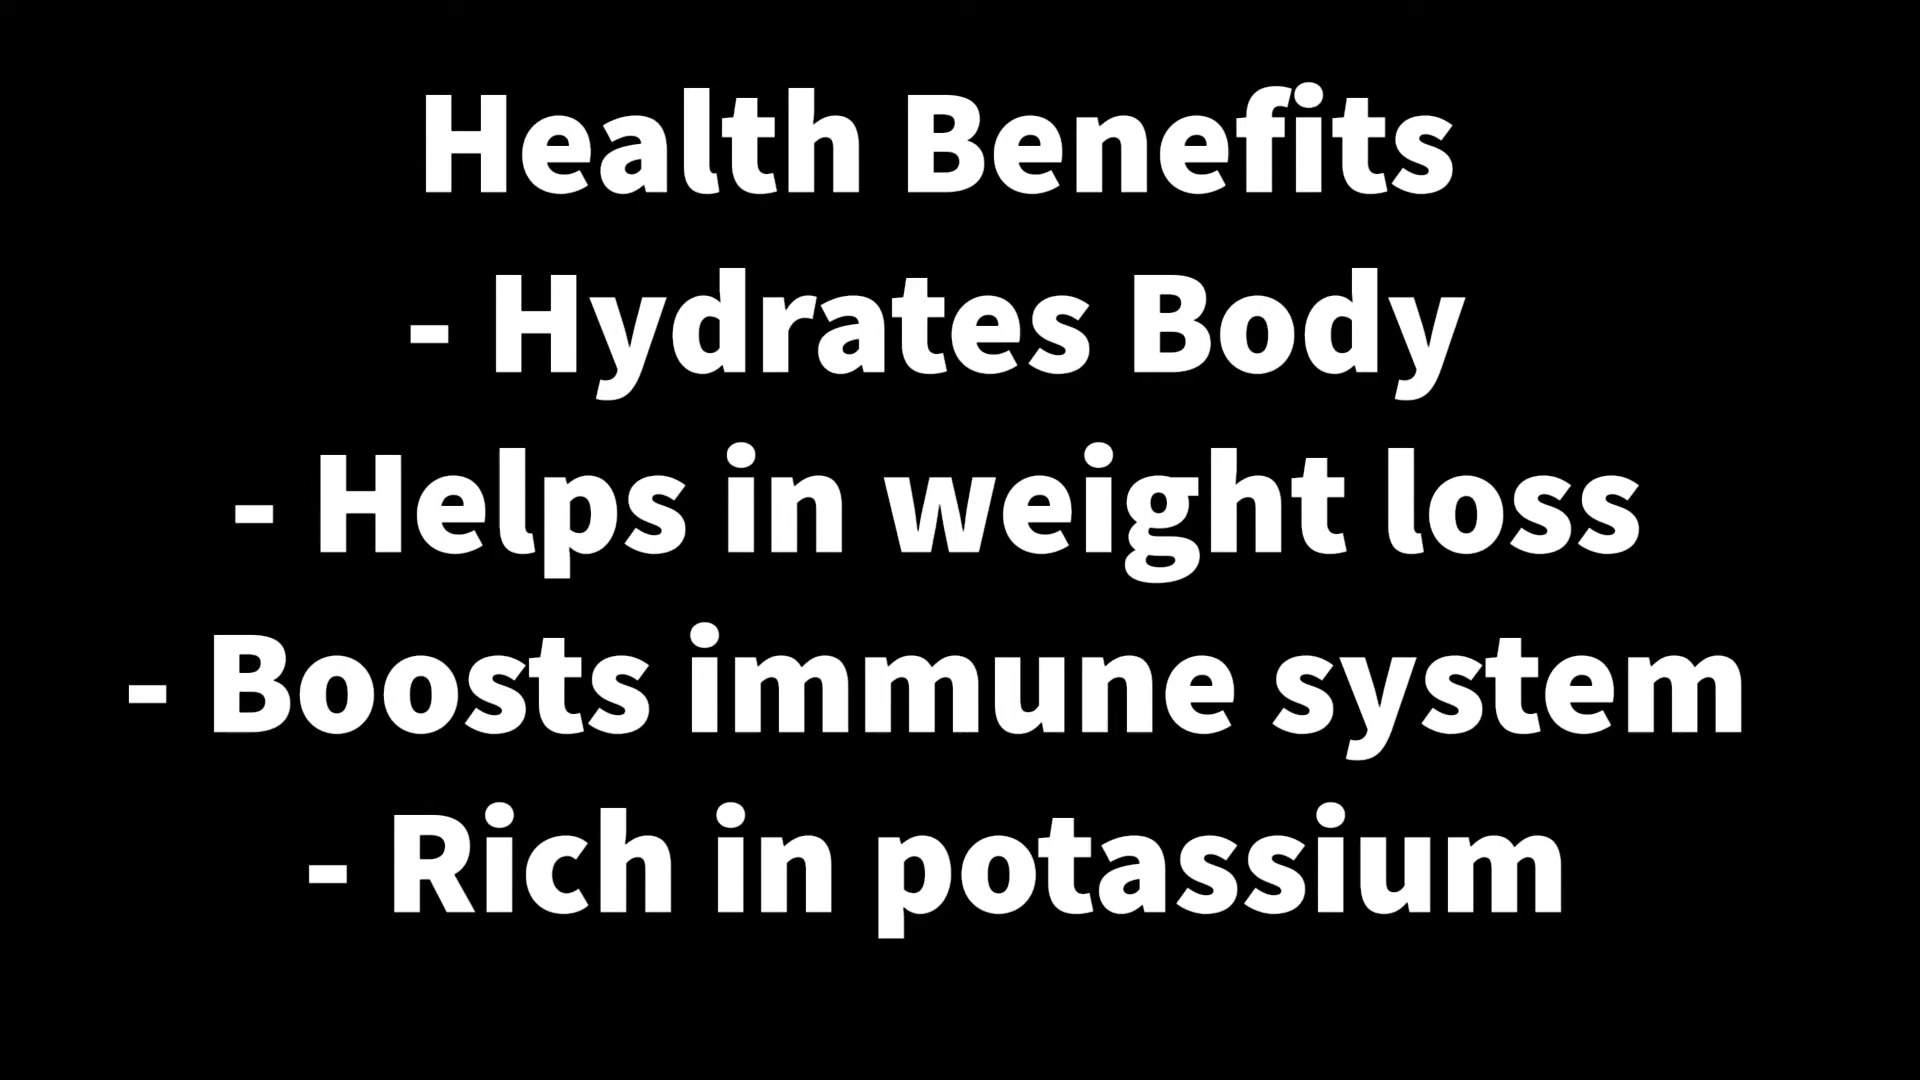 Health Benefits
- Hydrates Body
- Helps in weight loss
- Boosts immune system
- Rich in potassium